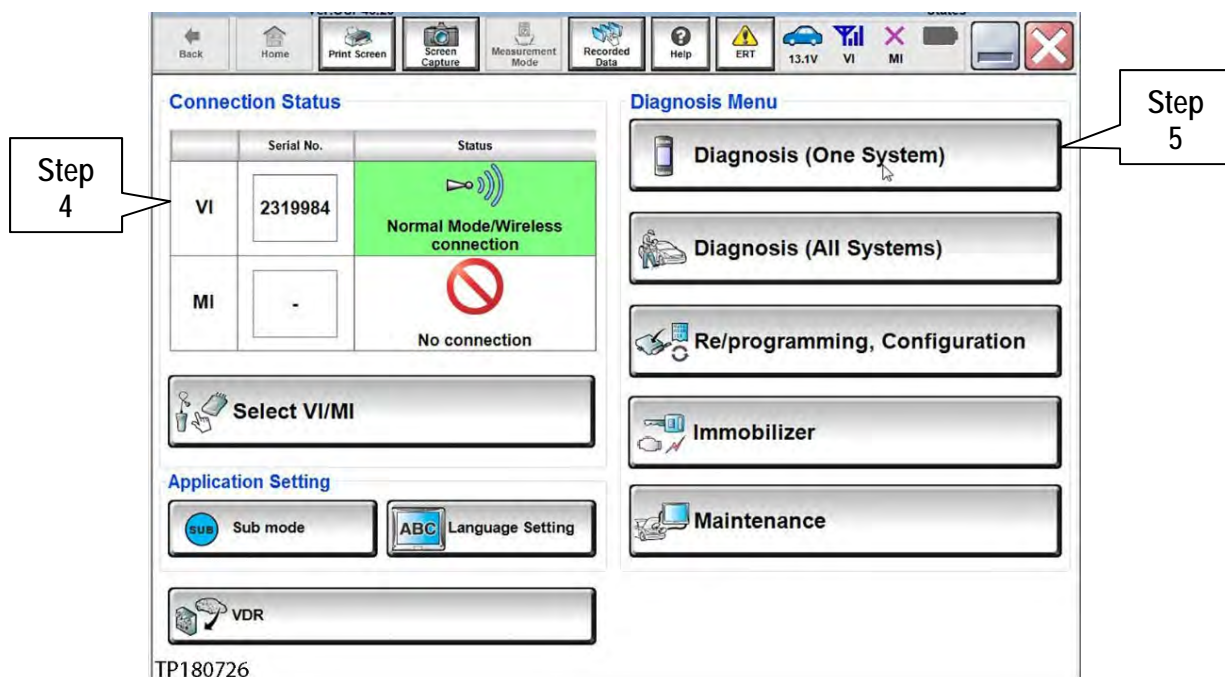 Back
Home
Print Screen
Screen
Capture
Measurement
Mode
Recorded
Data
Help
ERT
13.1V
VI
MI
Connection Status
Serial No.
Status
VI
2319984
Normal Mode/Wireless
connection
MI
-
No connection
Select VI/MI
Application Setting
SUB
Sub mode
ABC
Language Setting
VDR
TP180726
Diagnosis Menu
Diagnosis (One System)
Diagnosis (All Systems)
Re/programming, Configuration
Immobilizer
Maintenance
Step
4
Step
5